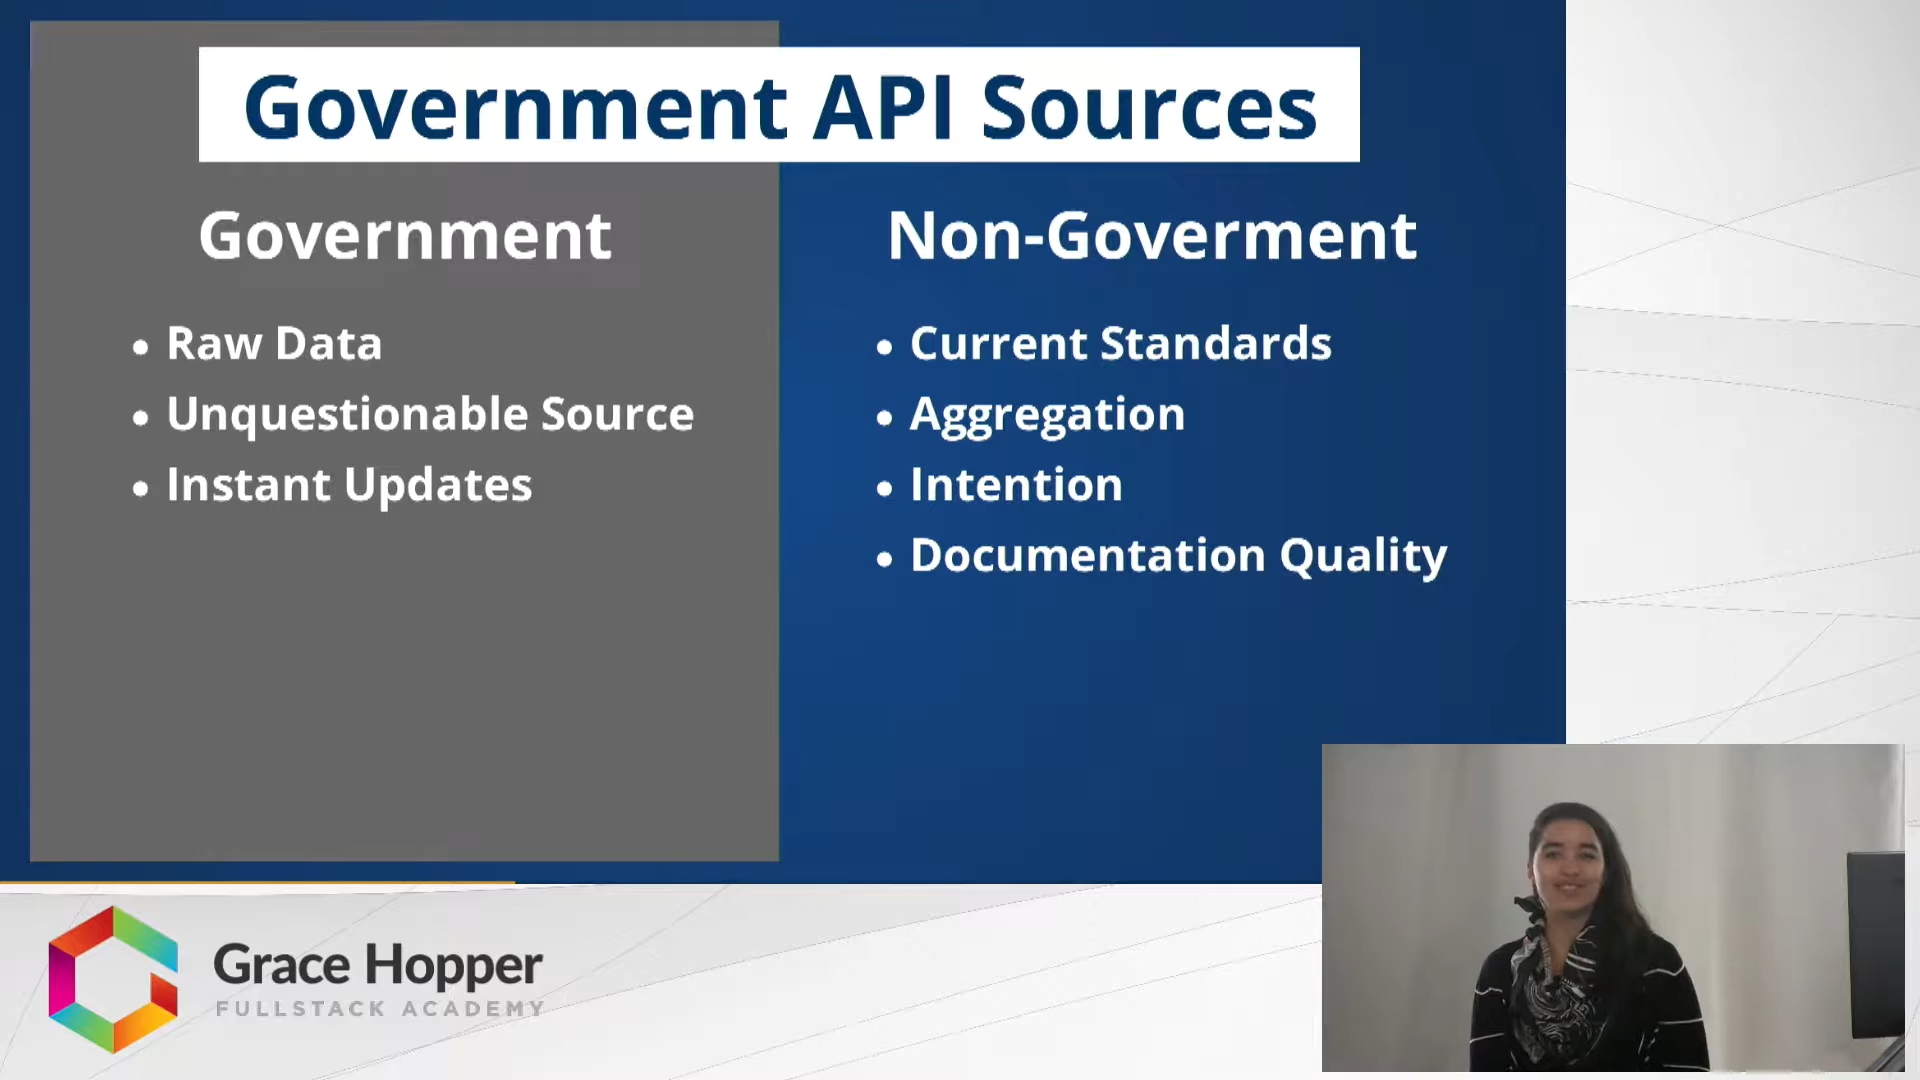 Government API Sources
Government
• Raw Data
• Unquestionable Source
• Instant Updates
Non-Goverment
• Current Standards
• Aggregation
• Intention
• Documentation Quality
Grace Hopper
FULLSTACK ACADEMY